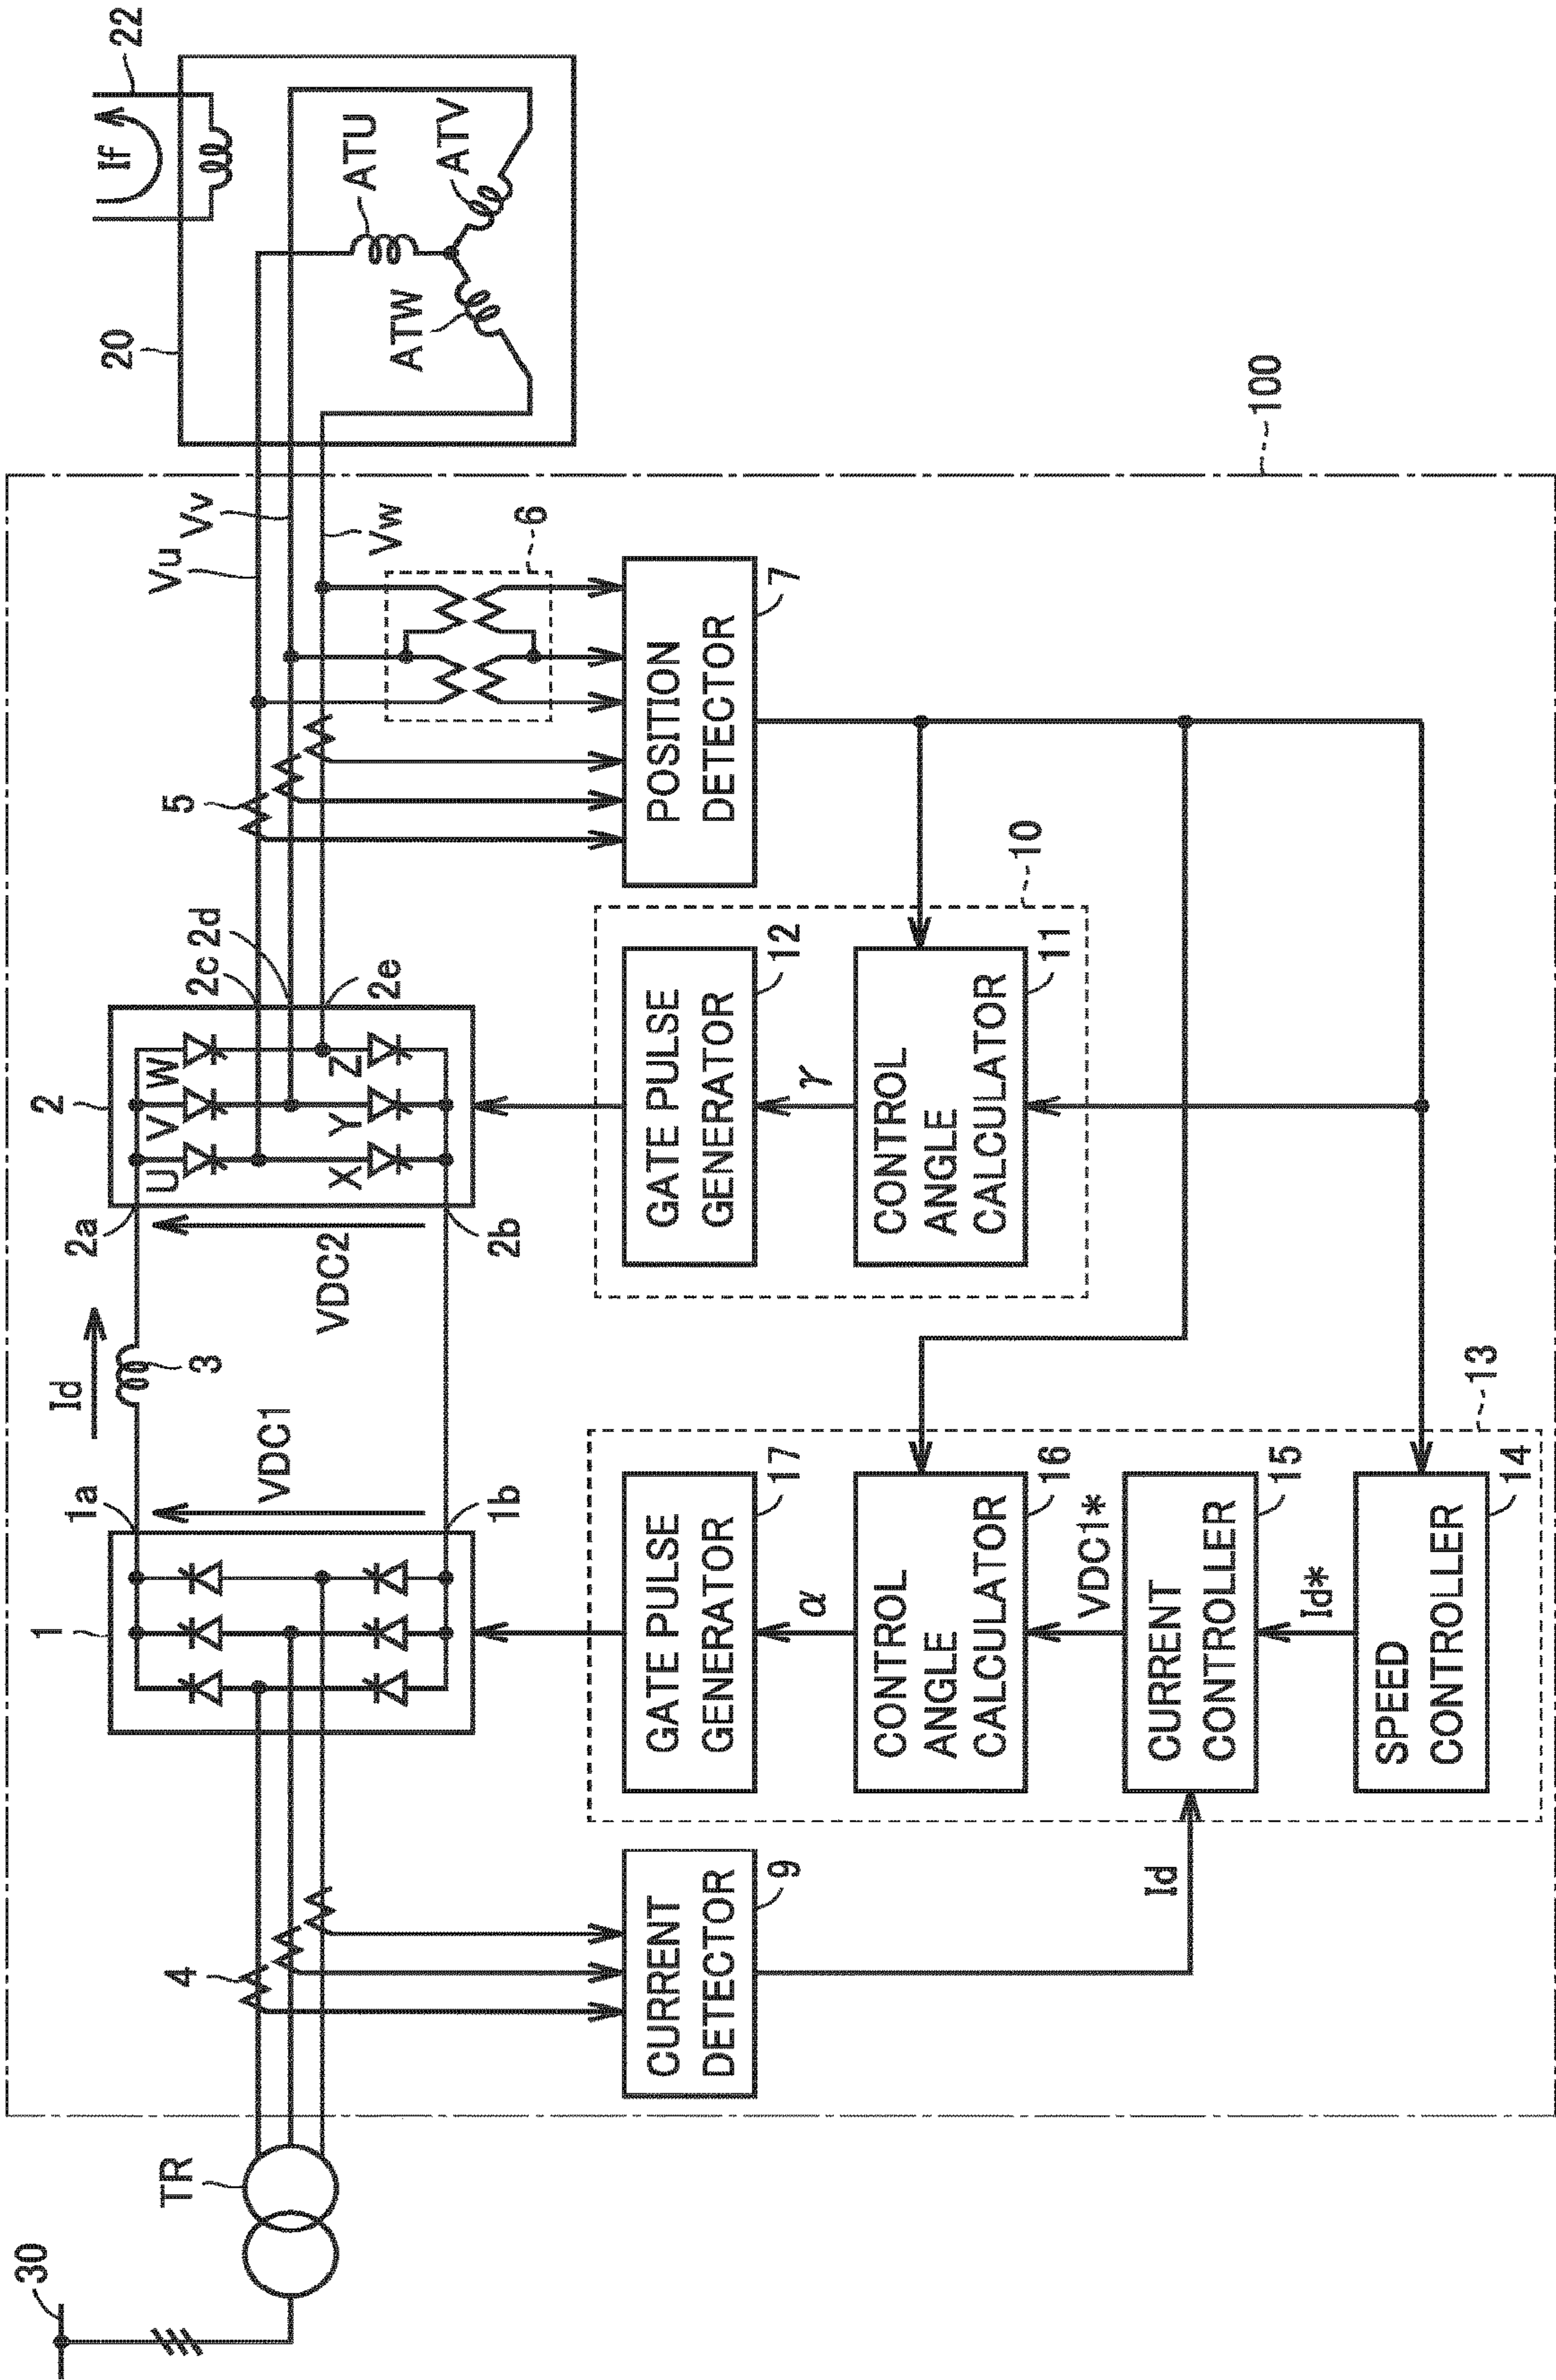 30
TR
4
1
1a
1b
VDC1
Id
3
2a
2b
VDC2
2
U
V
W
X
Y
Z
2c
2d
2e
5
Vu
Vv
Vw
6
20
22
If
ATU
ATV
ATW
100
CURRENT
DETECTOR
9
Id
GATE PULSE
GENERATOR
17
α
CONTROL
ANGLE
CALCULATOR
16
VDC1*
CURRENT
CONTROLLER
15
Id*
SPEED
CONTROLLER
14
13
GATE PULSE
GENERATOR
12
γ
CONTROL
ANGLE
CALCULATOR
11
10
POSITION
DETECTOR
7